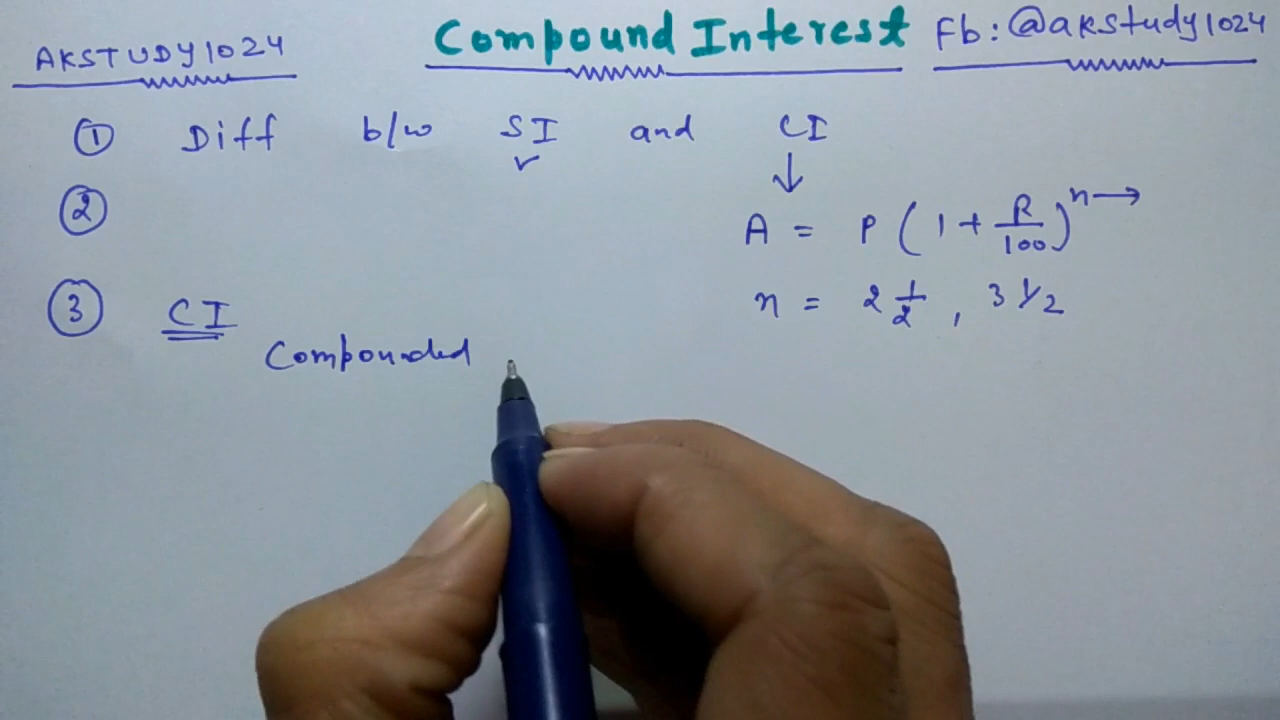 AKSTUDY1024 Compound Interest Fb:@akstudy1024
① Diff b/w SI and CI
②
A = P (1 + R/100)^n
n = 2 1/2, 3 1/2
③ CI
Compounded